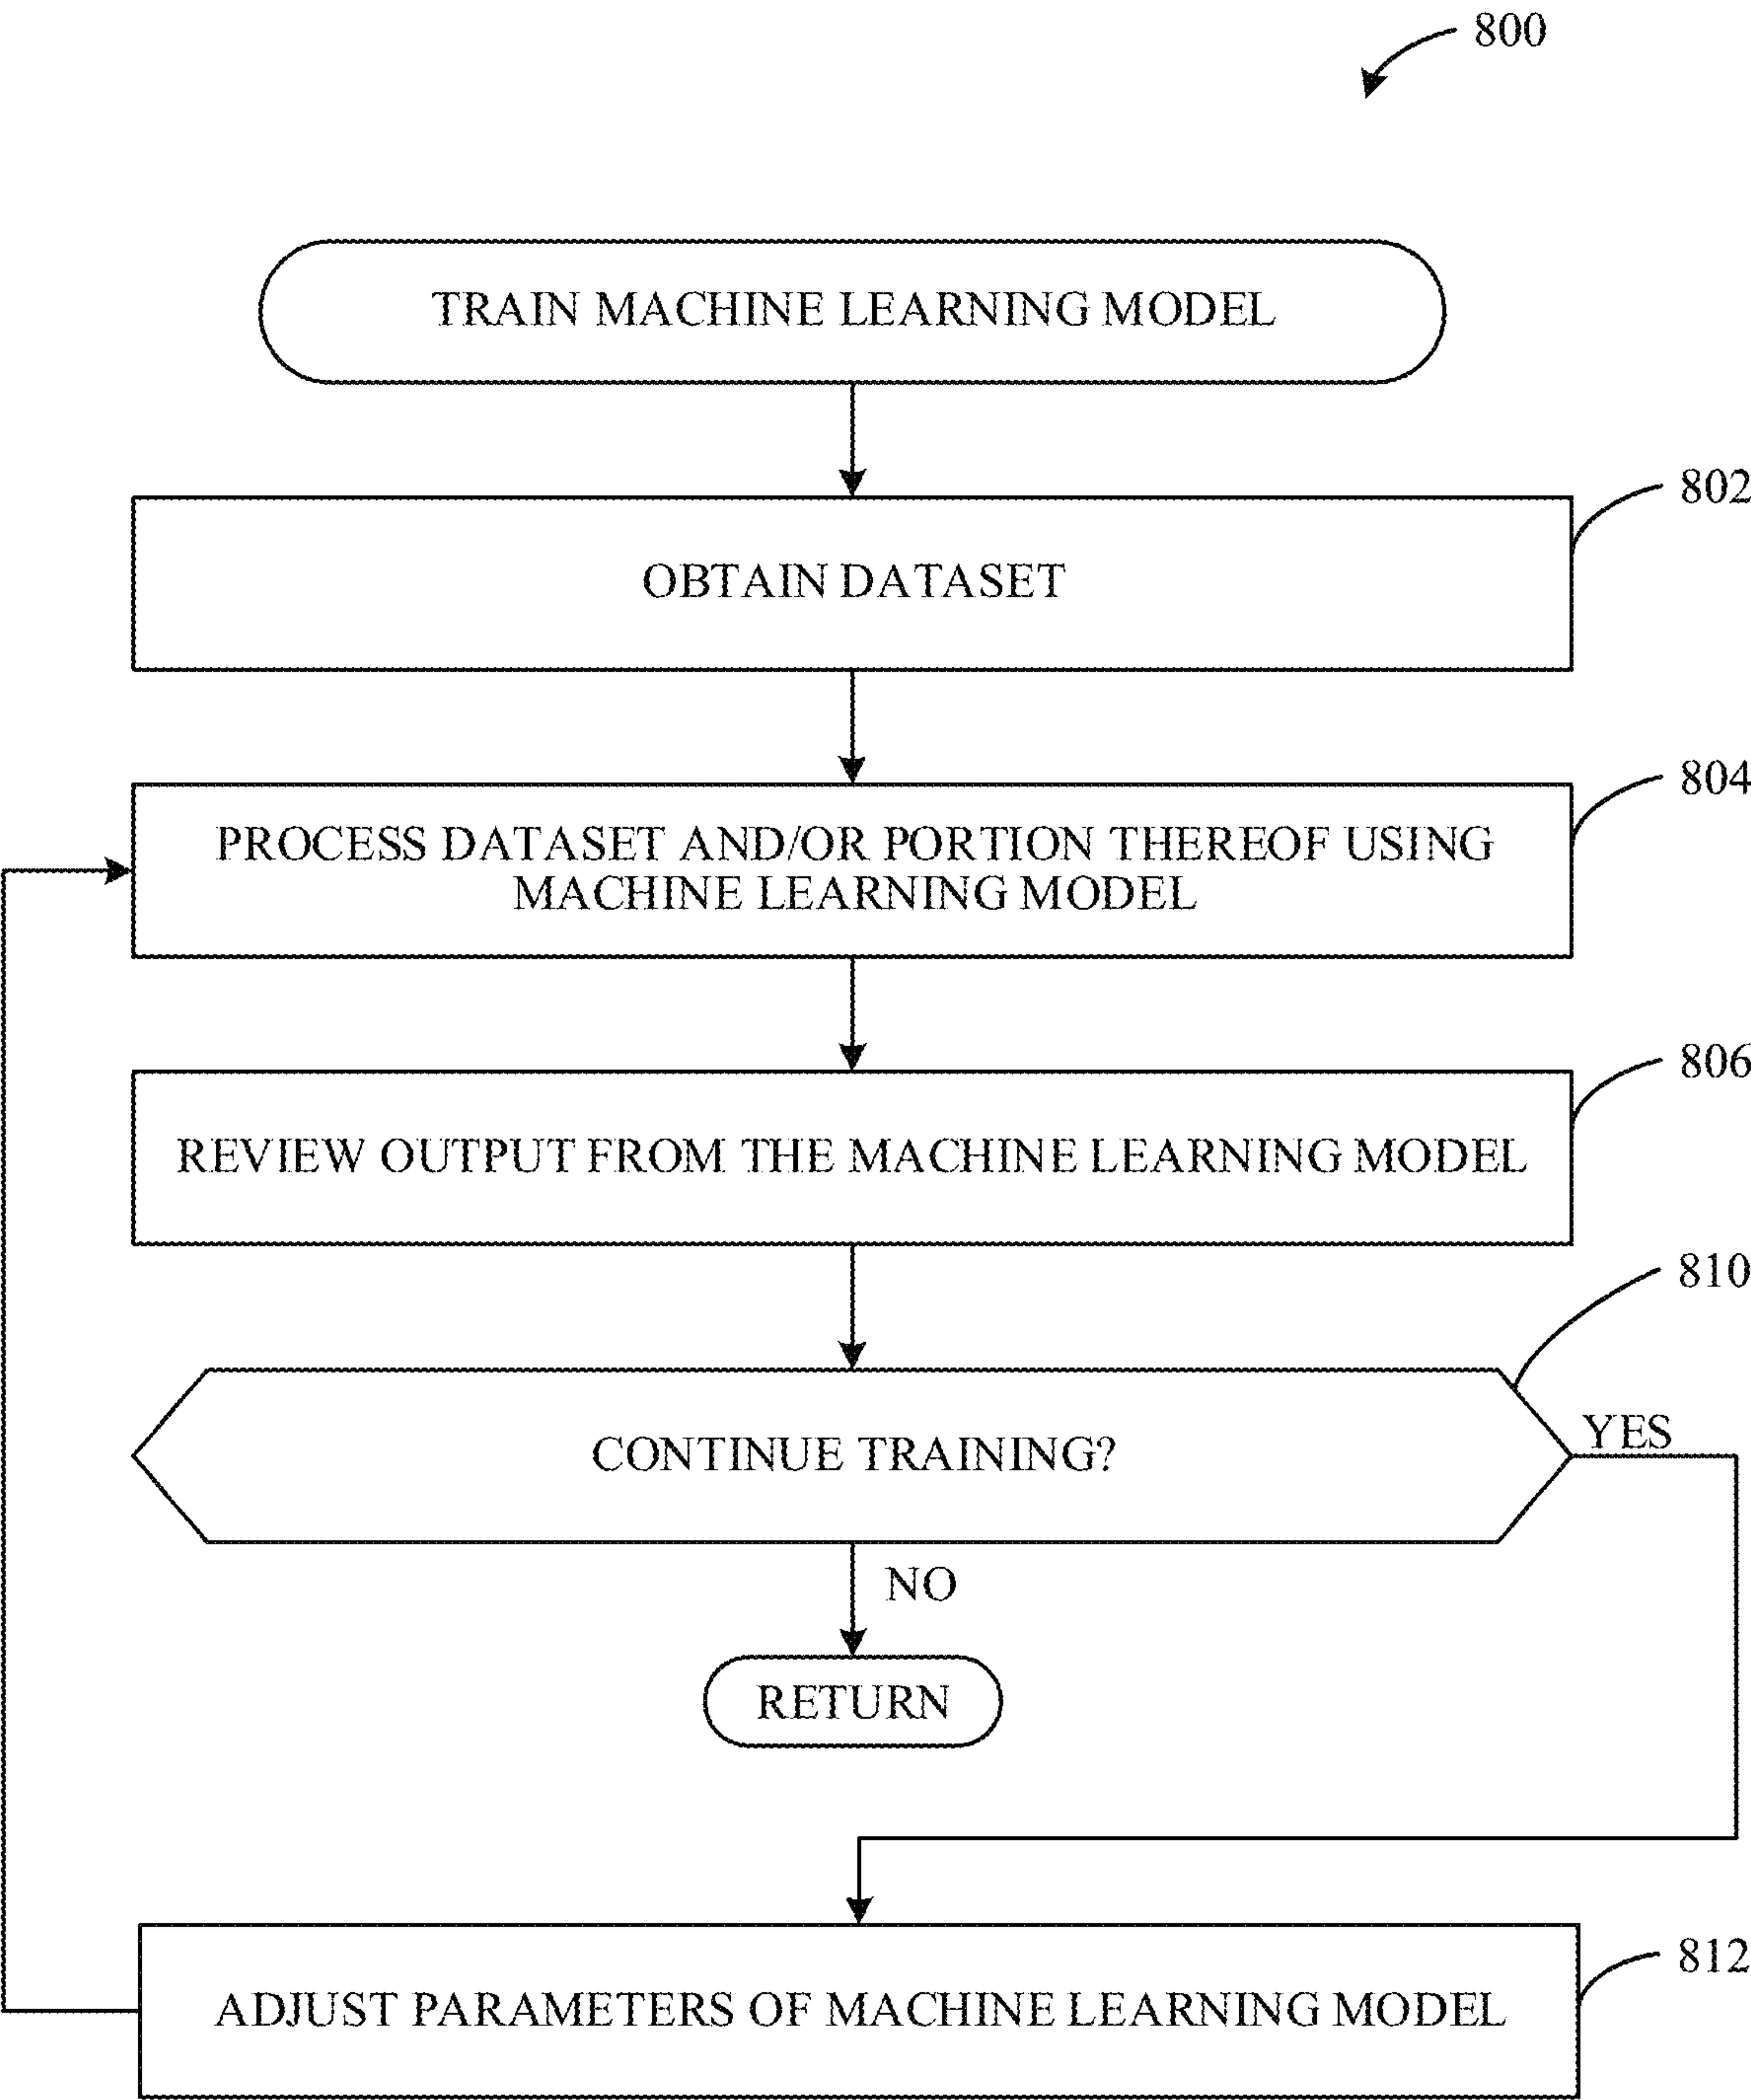 800
TRAIN MACHINE LEARNING MODEL
802
OBTAIN DATASET
804
PROCESS DATASET AND/OR PORTION THEREOF USING
MACHINE LEARNING MODEL
806
REVIEW OUTPUT FROM THE MACHINE LEARNING MODEL
810
CONTINUE TRAINING?
YES
NO
RETURN
812
ADJUST PARAMETERS OF MACHINE LEARNING MODEL